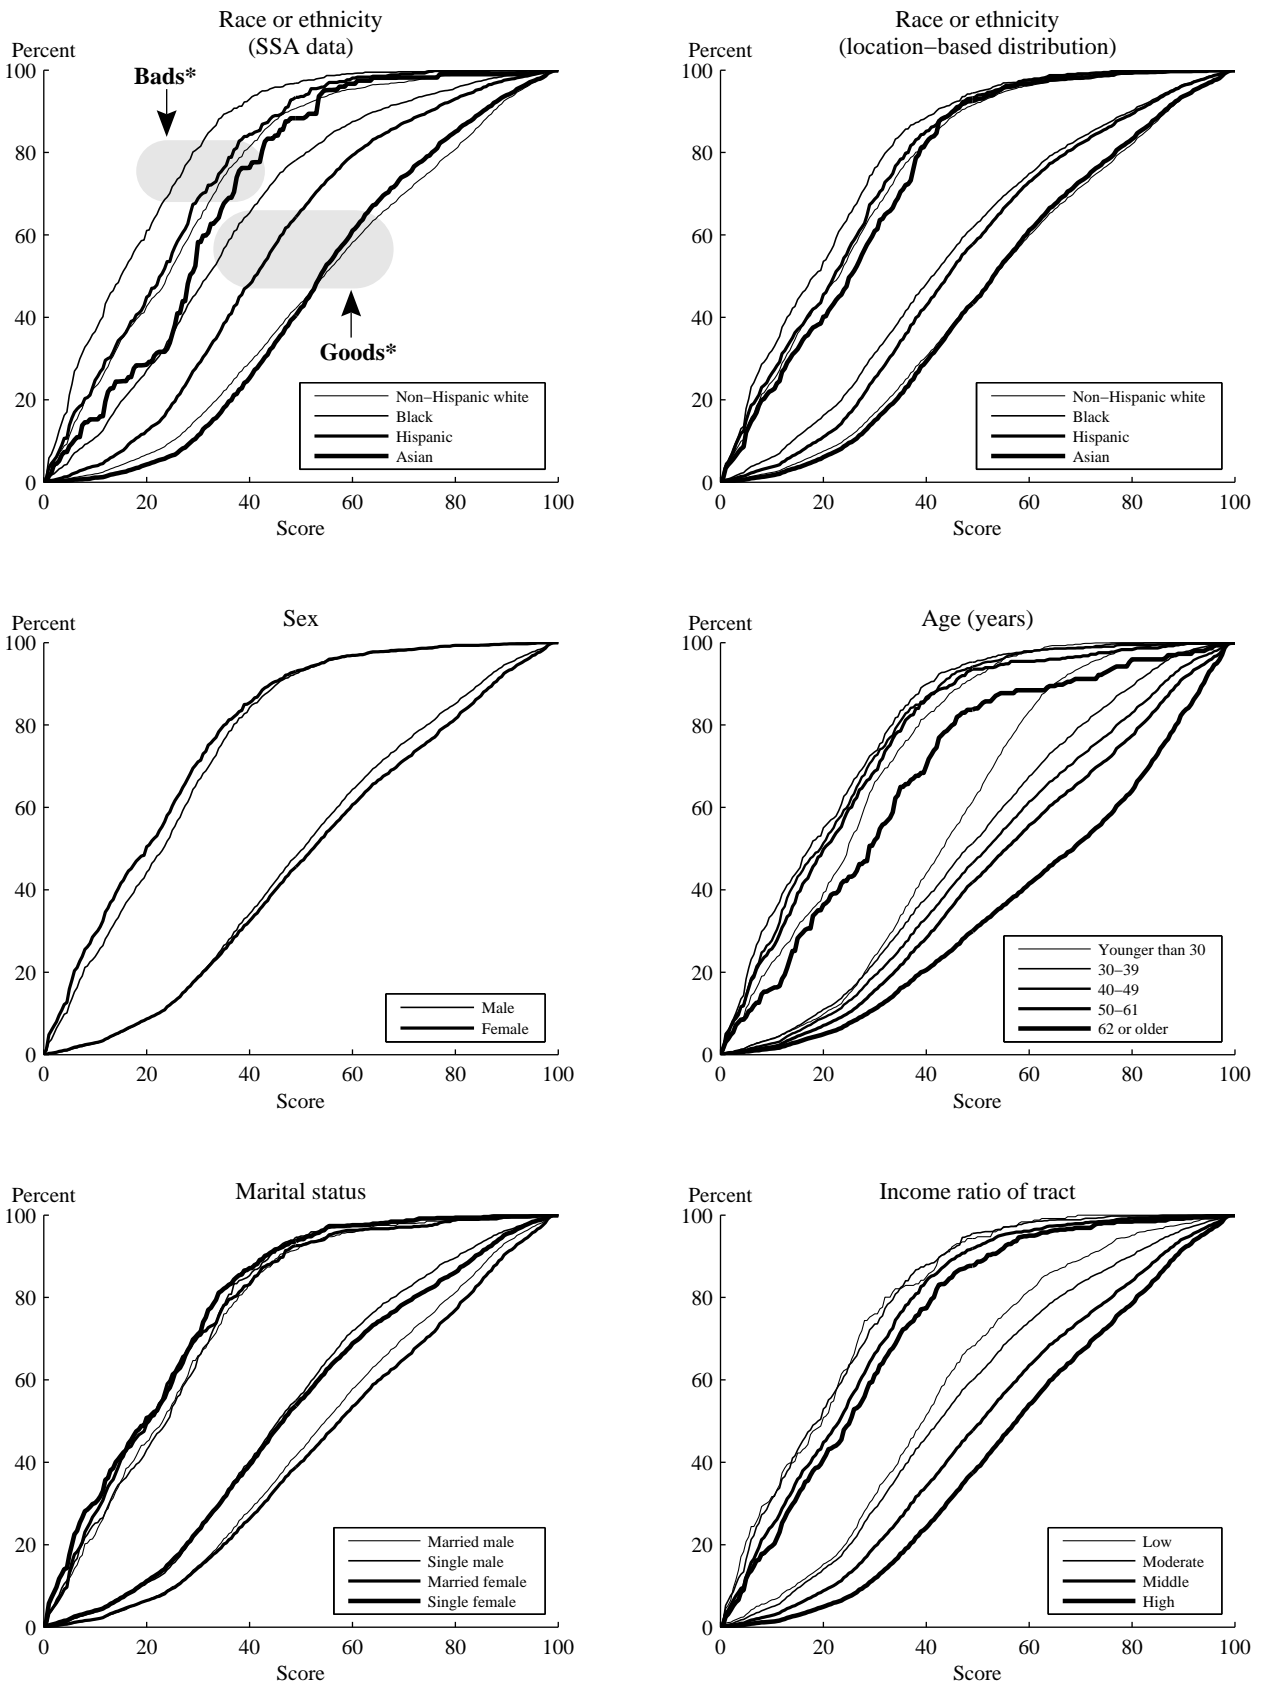 Race or ethnicity
(SSA data)
Percent
100
80
60
40
20
0
Bads*
Goods*
Non−Hispanic white
Black
Hispanic
Asian
0 20 40 60 80 100
Score
Race or ethnicity
(location−based distribution)
Percent
100
80
60
40
20
0
Non−Hispanic white
Black
Hispanic
Asian
0 20 40 60 80 100
Score
Sex
Percent
100
80
60
40
20
0
Male
Female
0 20 40 60 80 100
Score
Age (years)
Percent
100
80
60
40
20
0
Younger than 30
30−39
40−49
50−61
62 or older
0 20 40 60 80 100
Score
Marital status
Percent
100
80
60
40
20
0
Married male
Single male
Married female
Single female
0 20 40 60 80 100
Score
Income ratio of tract
Percent
100
80
60
40
20
0
Low
Moderate
Middle
High
0 20 40 60 80 100
Score